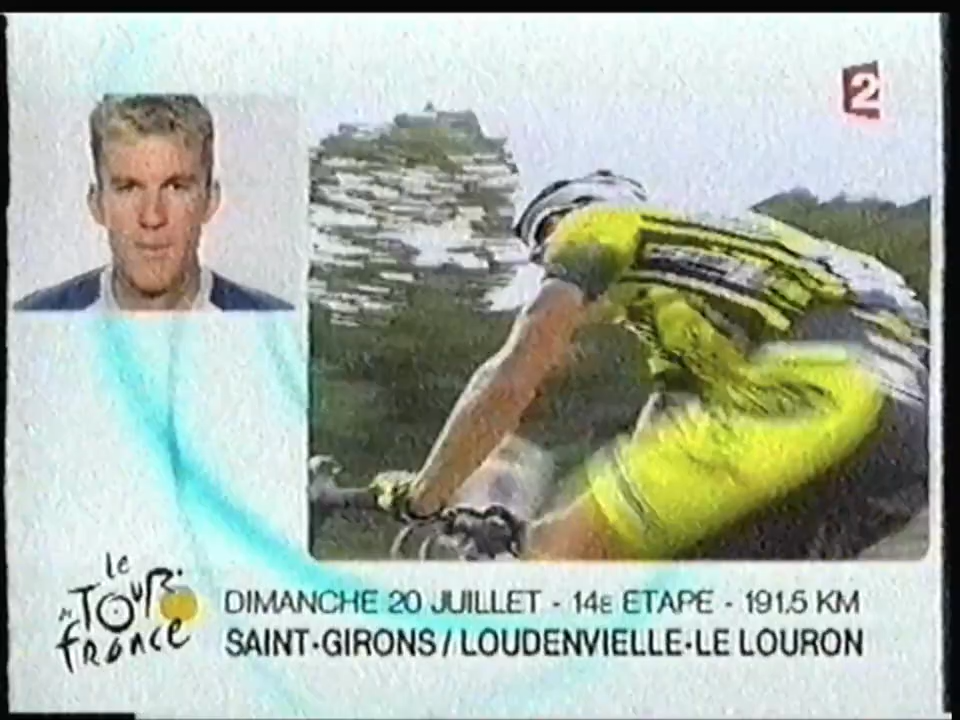 2
le
TOUR
DE
france
DIMANCHE 20 JUILLET - 14E ETAPE - 191.5 KM
SAINT-GIRONS/LOUDENVIELLE-LE LOURON